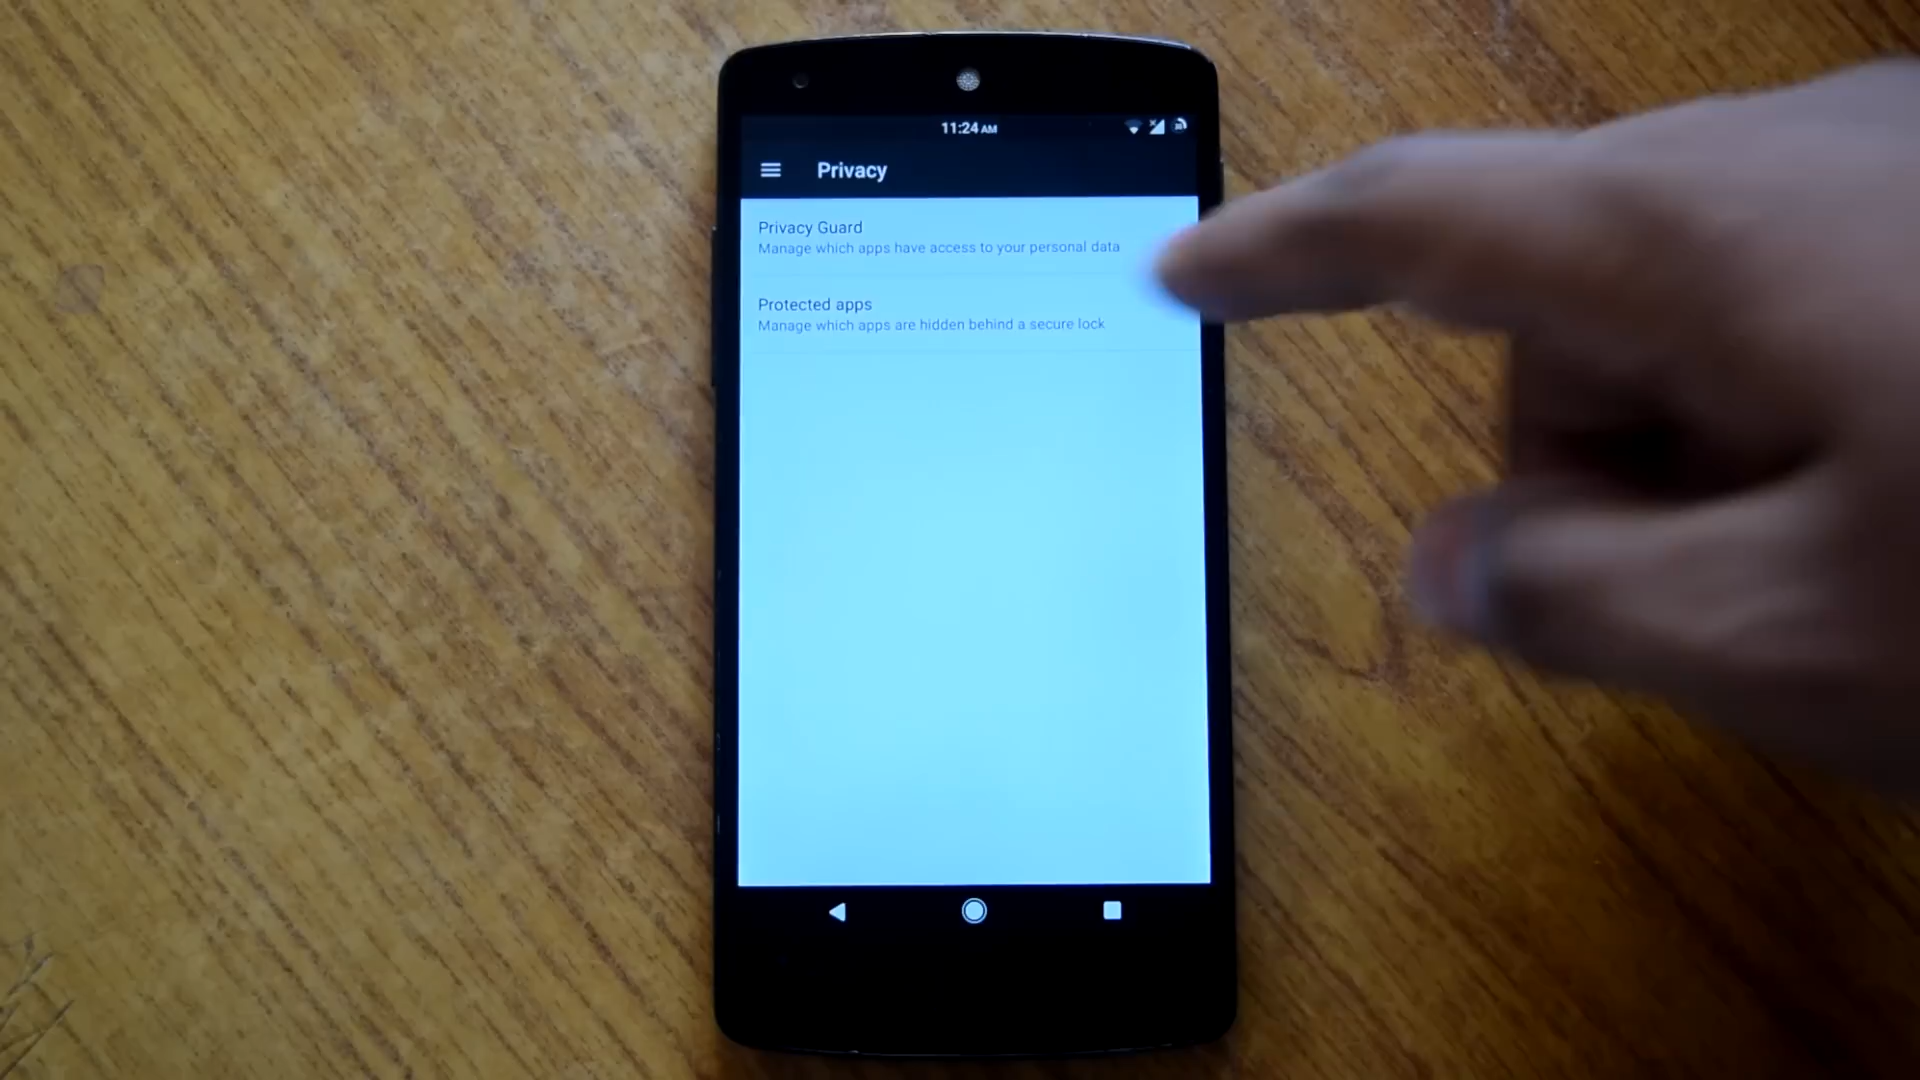 11:24 AM
Privacy
Privacy Guard
Manage which apps have access to your personal data
Protected apps
Manage which apps are hidden behind a secure lock